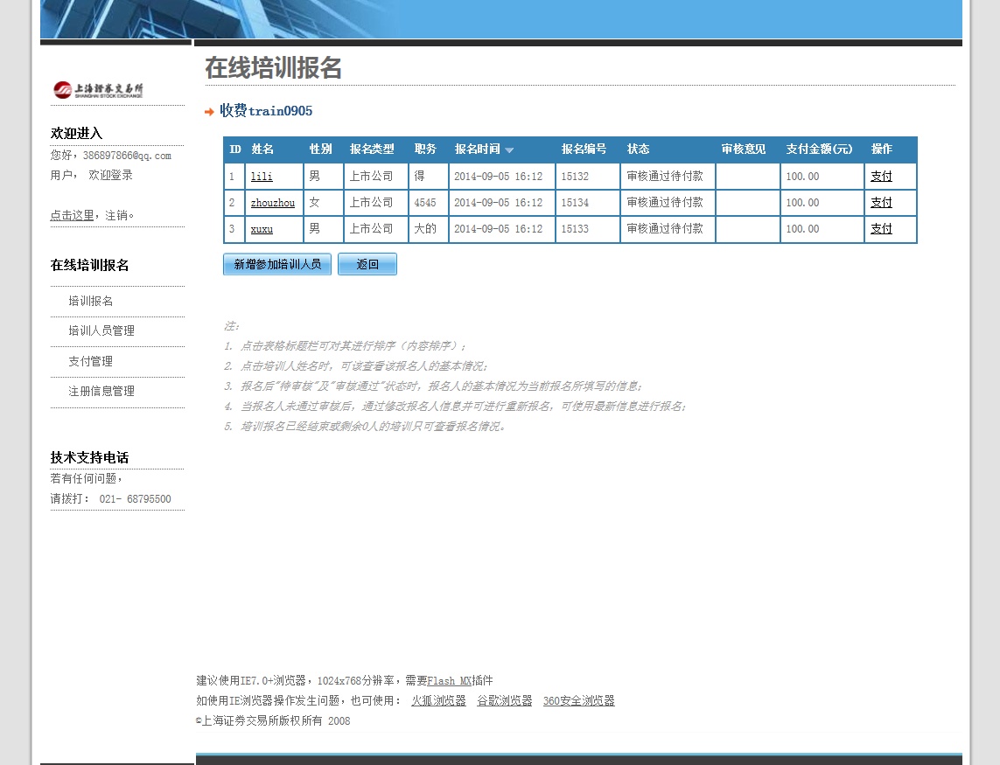 在线培训报名
上海證券交易所
SHANGHAI STOCK EXCHANGE
收费train0905
欢迎进入
您好，386897866@qq.com
用户， 欢迎登录
点击这里，注销。
在线培训报名
培训报名
培训人员管理
支付管理
注册信息管理
技术支持电话
若有任何问题，
请拨打： 021- 68795500
ID 姓名 性别 报名类型 职务 报名时间 报名编号 状态 审核意见 支付金额(元) 操作
1 lili 男 上市公司 得 2014-09-05 16:12 15132 审核通过待付款 100.00 支付
2 zhouzhou 女 上市公司 4545 2014-09-05 16:12 15134 审核通过待付款 100.00 支付
3 xuxu 男 上市公司 大的 2014-09-05 16:12 15133 审核通过待付款 100.00 支付
新增参加培训人员 返回
注：
1. 点击表格标题栏可对其进行排序（内容排序）；
2. 点击培训人姓名时，可该查看该报名人的基本情况；
3. 报名后"待审核"及"审核通过"状态时，报名人的基本情况为当前报名所填写的信息；
4. 当报名人未通过审核后，通过修改报名人信息并可进行重新报名，可使用最新信息进行报名；
5. 培训报名已经结束或剩余0人的培训只可查看报名情况。
建议使用IE7.0+浏览器，1024x768分辨率，需要Flash MX插件
如使用IE浏览器操作发生问题，也可使用： 火狐浏览器 谷歌浏览器 360安全浏览器
©上海证券交易所版权所有 2008